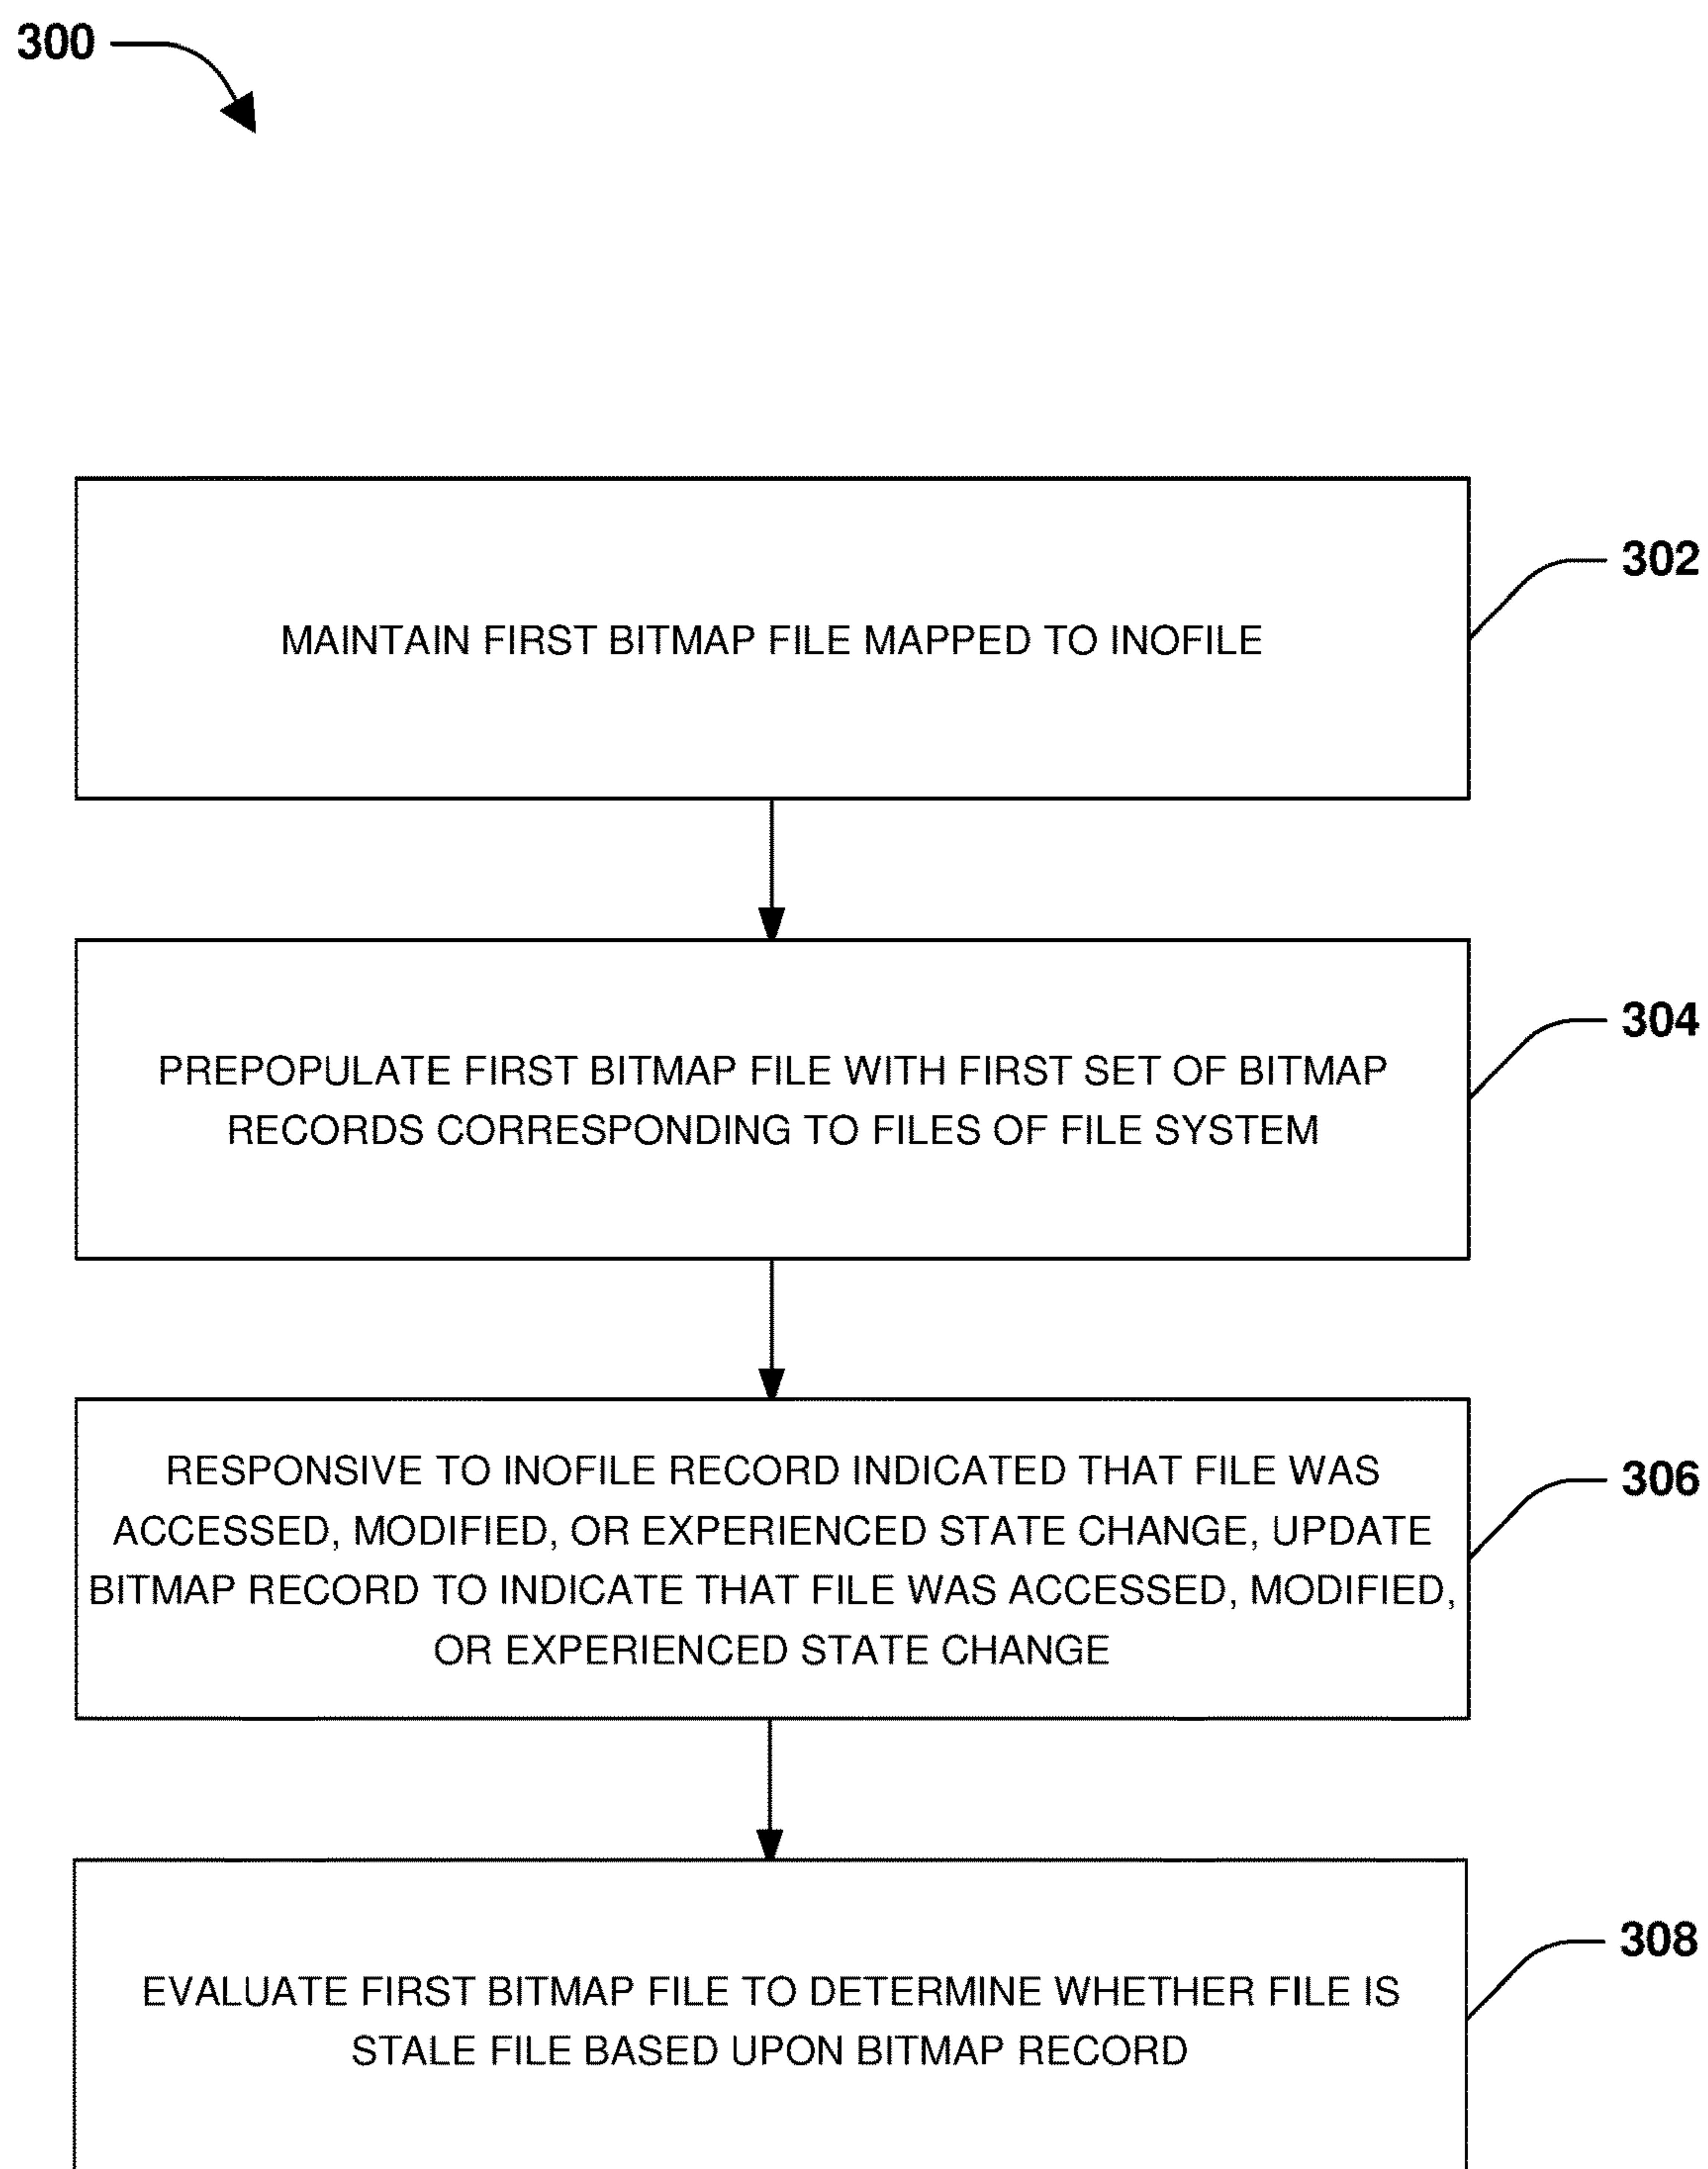 300
MAINTAIN FIRST BITMAP FILE MAPPED TO INOFILE
302
PREPOPULATE FIRST BITMAP FILE WITH FIRST SET OF BITMAP
RECORDS CORRESPONDING TO FILES OF FILE SYSTEM
304
RESPONSIVE TO INOFILE RECORD INDICATED THAT FILE WAS
ACCESSED, MODIFIED, OR EXPERIENCED STATE CHANGE, UPDATE
BITMAP RECORD TO INDICATE THAT FILE WAS ACCESSED, MODIFIED,
OR EXPERIENCED STATE CHANGE
306
EVALUATE FIRST BITMAP FILE TO DETERMINE WHETHER FILE IS
STALE FILE BASED UPON BITMAP RECORD
308